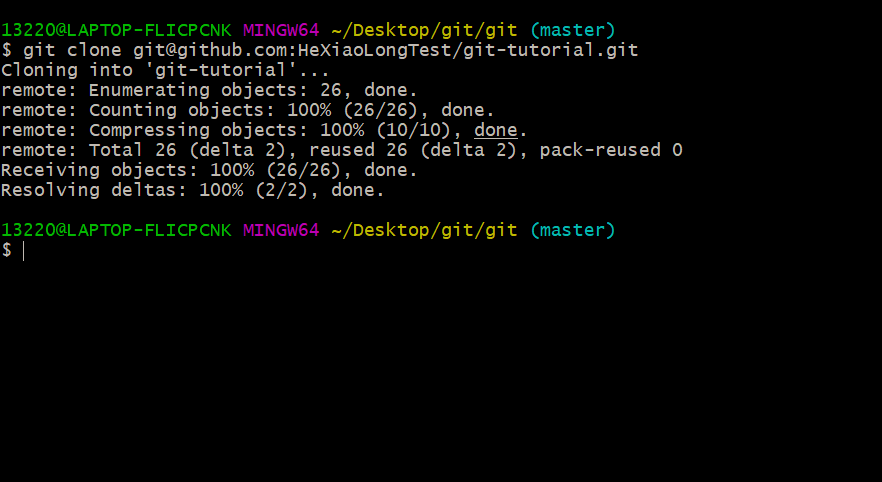 13220@LAPTOP-FLICPCNK MINGW64 ~/Desktop/git/git (master)
$ git clone git@github.com:HeXiaoLongTest/git-tutorial.git
Cloning into 'git-tutorial'...
remote: Enumerating objects: 26, done.
remote: Counting objects: 100% (26/26), done.
remote: Compressing objects: 100% (10/10), done.
remote: Total 26 (delta 2), reused 26 (delta 2), pack-reused 0
Receiving objects: 100% (26/26), done.
Resolving deltas: 100% (2/2), done.
13220@LAPTOP-FLICPCNK MINGW64 ~/Desktop/git/git (master)
$